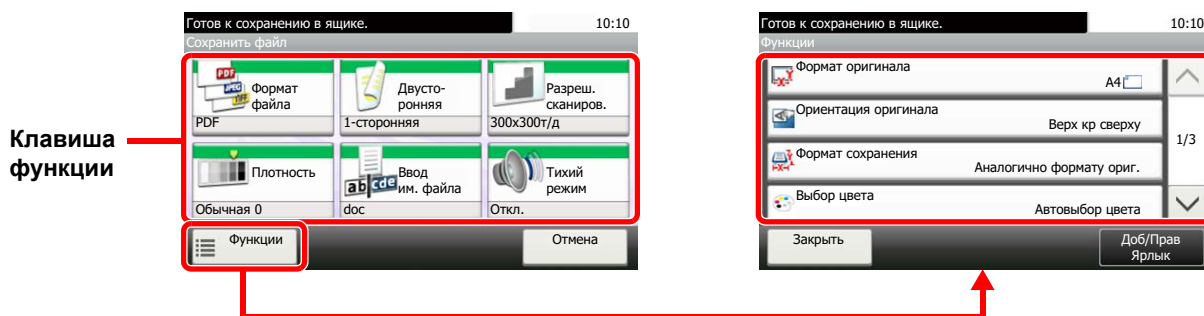 Клавиша
функции
Готов к сохранению в ящике. 10:10
Сохранить файл
PDF
JPEG
TIFF
Формат
файла
PDF
Двусто-
ронняя
1-сторонняя
Разреш.
сканиров.
300x300т/д
Плотность
Обычная 0
ab cde
Ввод
им. файла
doc
Тихий
режим
Откл.
Функции
Отмена
Готов к сохранению в ящике. 10:10
Функции
Формат оригинала
A4
Ориентация оригинала
Верх кр сверху
Формат сохранения
Аналогично формату ориг.
Выбор цвета
Автовыбор цвета
1/3
Закрыть
Доб/Прав
Ярлык